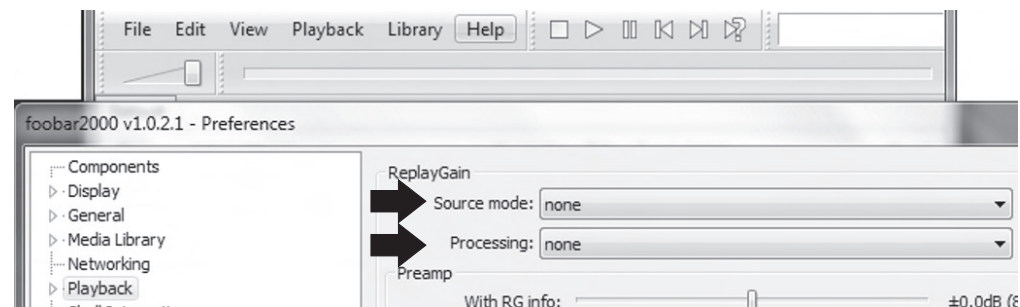 File Edit View Playback Library Help
foobar2000 v1.0.2.1 - Preferences
Components
Display
General
Media Library
Networking
Playback
ReplayGain
Source mode: none
Processing: none
Preamp
With RG info: ±0.0dB